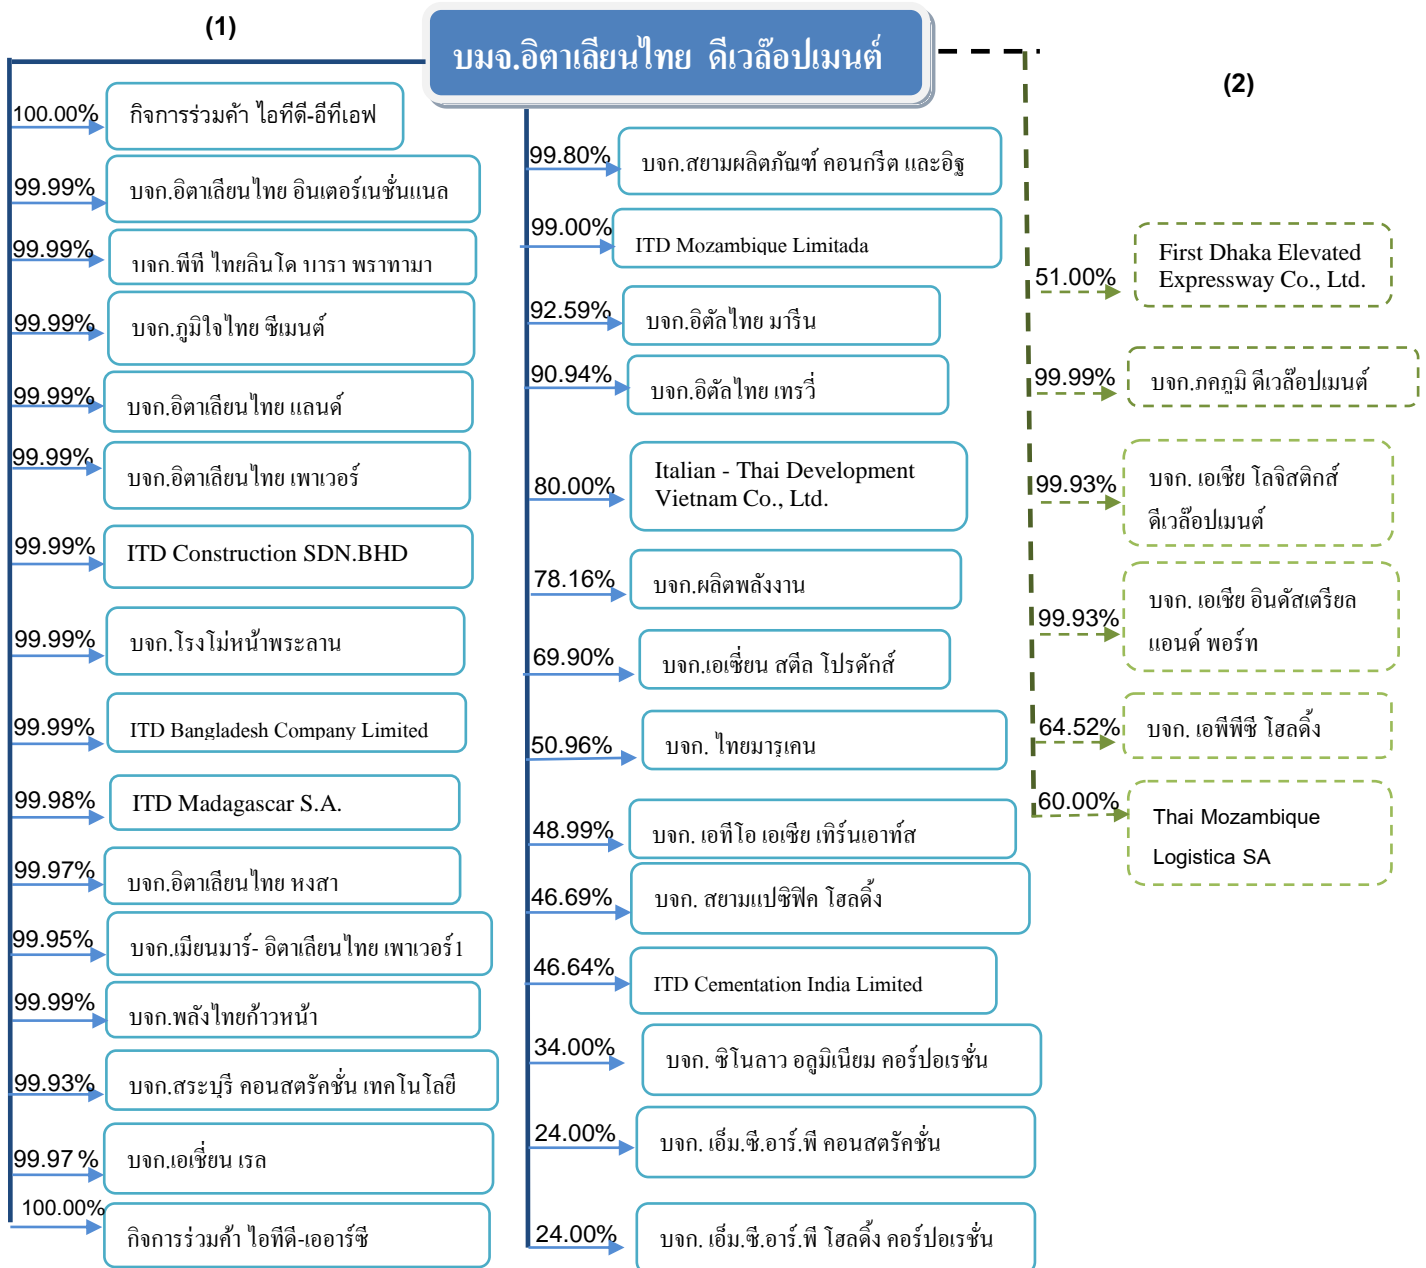 (1)
บมจ.อิตาเลียนไทย ดีเวล๊อปเมนต์
(2)
100.00%
กิจการร่วมค้า ไอทีดี-อีทีเอฟ
99.99%
บจก.อิตาเลียนไทย อินเตอร์เนชั่นแนล
99.99%
บจก.พีที ไทยลินโด บารา พราทามา
99.99%
บจก.ภูมิใจไทย ซีเมนต์
99.99%
บจก.อิตาเลียนไทย แลนด์
99.99%
บจก.อิตาเลียนไทย เพาเวอร์
99.99%
ITD Construction SDN.BHD
99.99%
บจก.โรงโม่หน้าพระลาน
99.99%
ITD Bangladesh Company Limited
99.98%
ITD Madagascar S.A.
99.97%
บจก.อิตาเลียนไทย หงสา
99.95%
บจก.เมียนมาร์- อิตาเลียนไทย เพาเวอร์1
99.99%
บจก.พลังไทยก้าวหน้า
99.93%
บจก.สระบุรี คอนสตรัคชั่น เทคโนโลยี
99.97 %
บจก.เอเชี่ยน เรล
100.00%
กิจการร่วมค้า ไอทีดี-เออาร์ซี
99.80%
บจก.สยามผลิตภัณฑ์ คอนกรีต และอิฐ
99.00%
ITD Mozambique Limitada
92.59%
บจก.อิตัลไทย มารีน
90.94%
บจก.อิตัลไทย เทรวี่
80.00%
Italian - Thai Development
Vietnam Co., Ltd.
78.16%
บจก.ผลิตพลังงาน
69.90%
บจก.เอเซี่ยน สตีล โปรดักส์
50.96%
บจก. ไทยมารุเคน
48.99%
บจก. เอทีโอ เอเซีย เทิร์นเอาท์ส
46.69%
บจก. สยามแปซิฟิค โฮลดิ้ง
46.64%
ITD Cementation India Limited
34.00%
บจก. ซิโนลาว อลูมิเนียม คอร์ปอเรชั่น
24.00%
บจก. เอ็ม.ซี.อาร์.พี คอนสตรัคชั่น
24.00%
บจก. เอ็ม.ซี.อาร์.พี โฮลดิ้ง คอร์ปอเรชั่น
51.00%
First Dhaka Elevated
Expressway Co., Ltd.
99.99%
บจก.ภคภูมิ ดีเวล๊อปเมนต์
99.93%
บจก. เอเชีย โลจิสติกส์
ดีเวล๊อปเมนต์
99.93%
บจก. เอเชีย อินดัสเตรียล
แอนด์ พอร์ท
64.52%
บจก. เอพีพีซี โฮลดิ้ง
60.00%
Thai Mozambique
Logistica SA